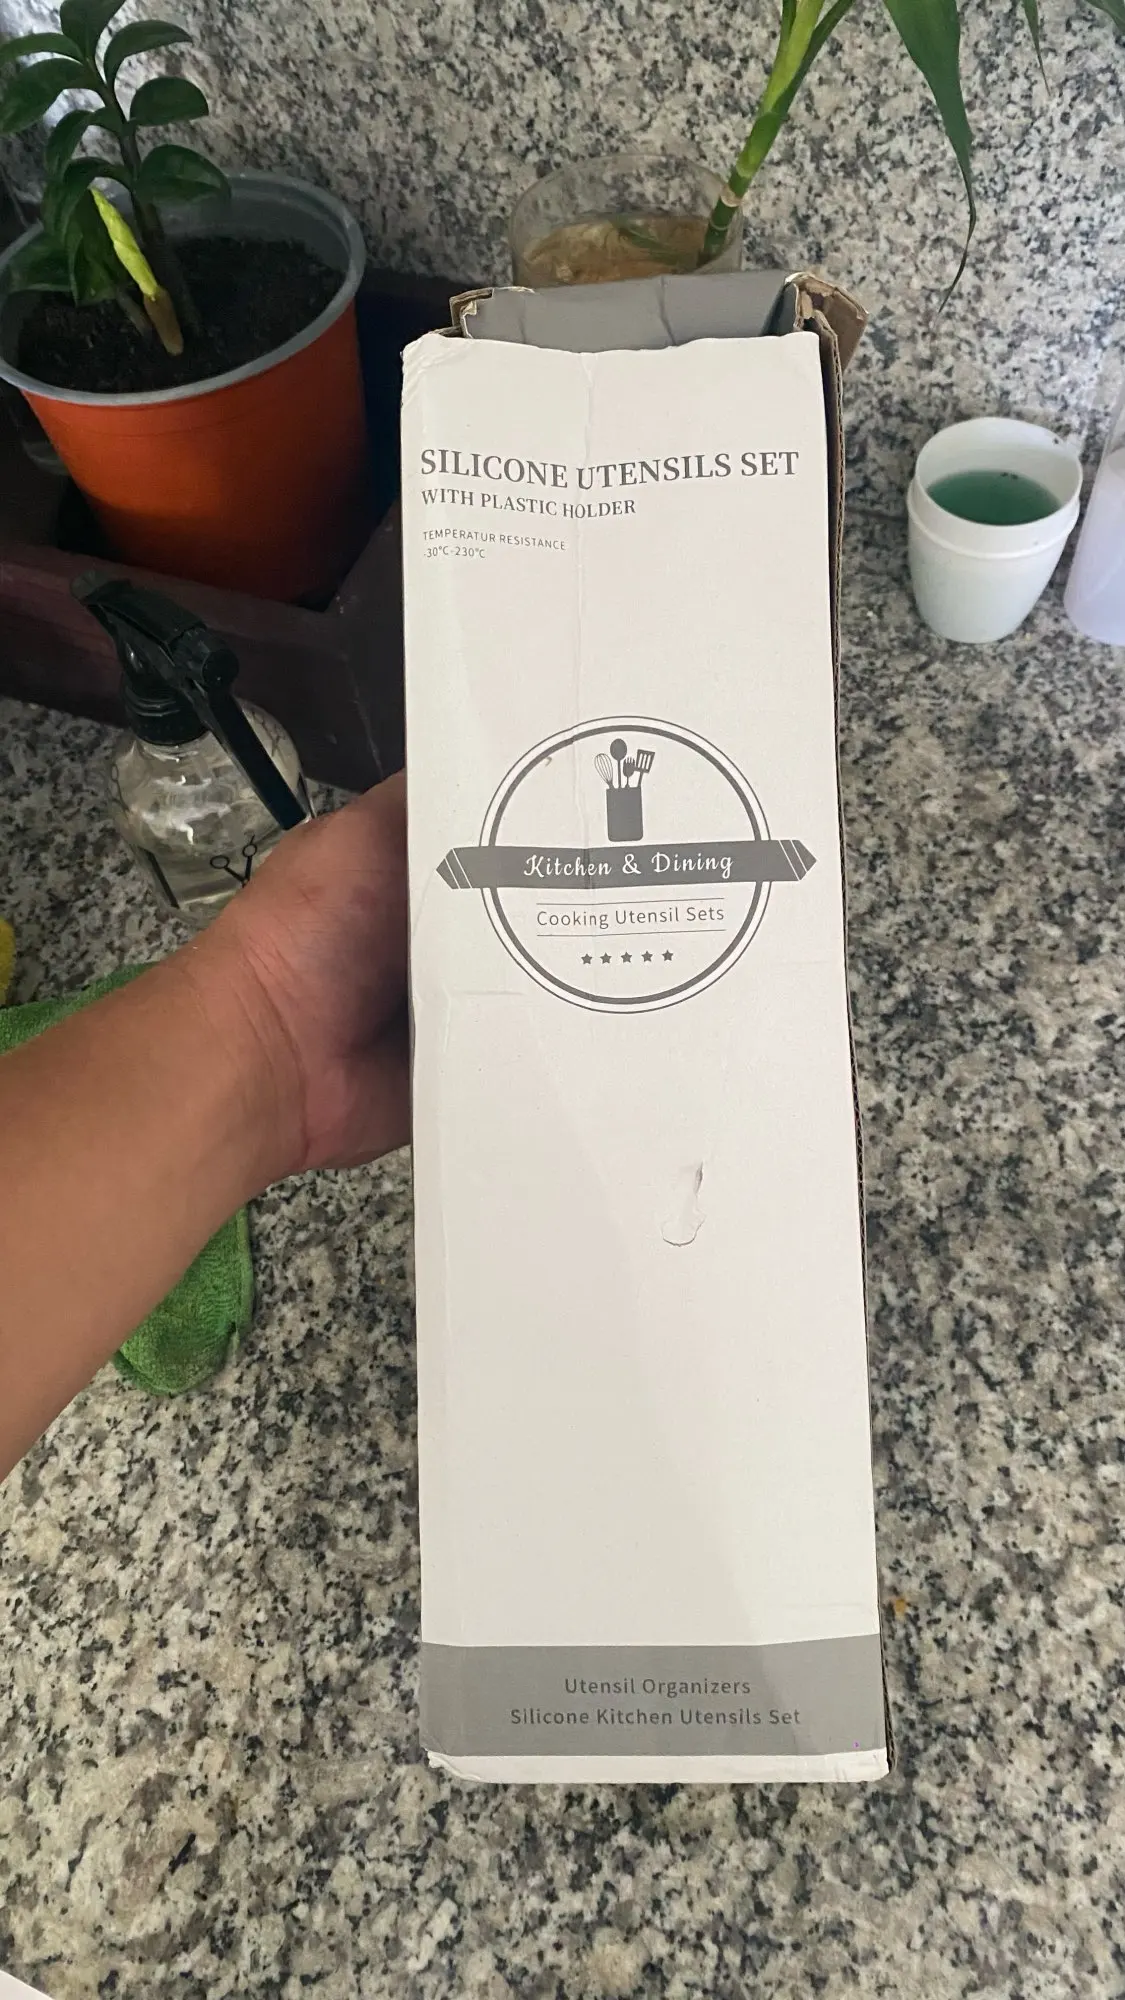 SILICONE UTENSILS SET
WITH PLASTIC HOLDER
TEMPERATUR RESISTANCE
-30°C-230°C
Kitchen & Dining
Cooking Utensil Sets
Utensil Organizers
Silicone Kitchen Utensils Set